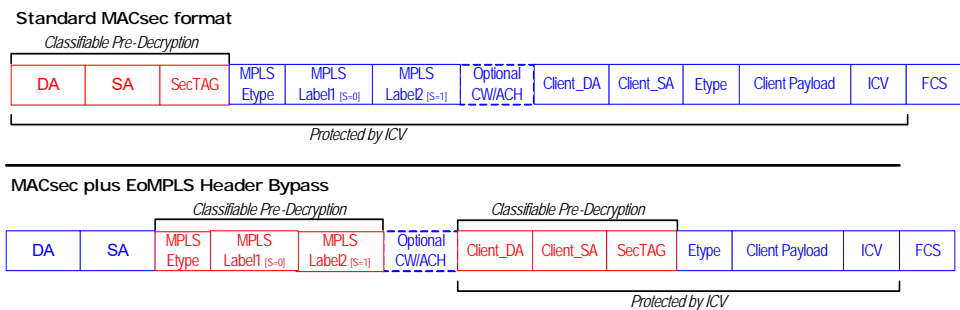 Standard MACsec format
Classifiable Pre-Decryption
DA SA SecTAG MPLS Etype MPLS Label1 [S=0] MPLS Label2 [S=1] Optional CW/ACH Client_DA Client_SA Etype Client Payload ICV FCS
Protected by ICV
MACsec plus EoMPLS Header Bypass
Classifiable Pre-Decryption Classifiable Pre-Decryption
DA SA MPLS Etype MPLS Label1 [S=0] MPLS Label2 [S=1] Optional CW/ACH Client_DA Client_SA SecTAG Etype Client Payload ICV FCS
Protected by ICV